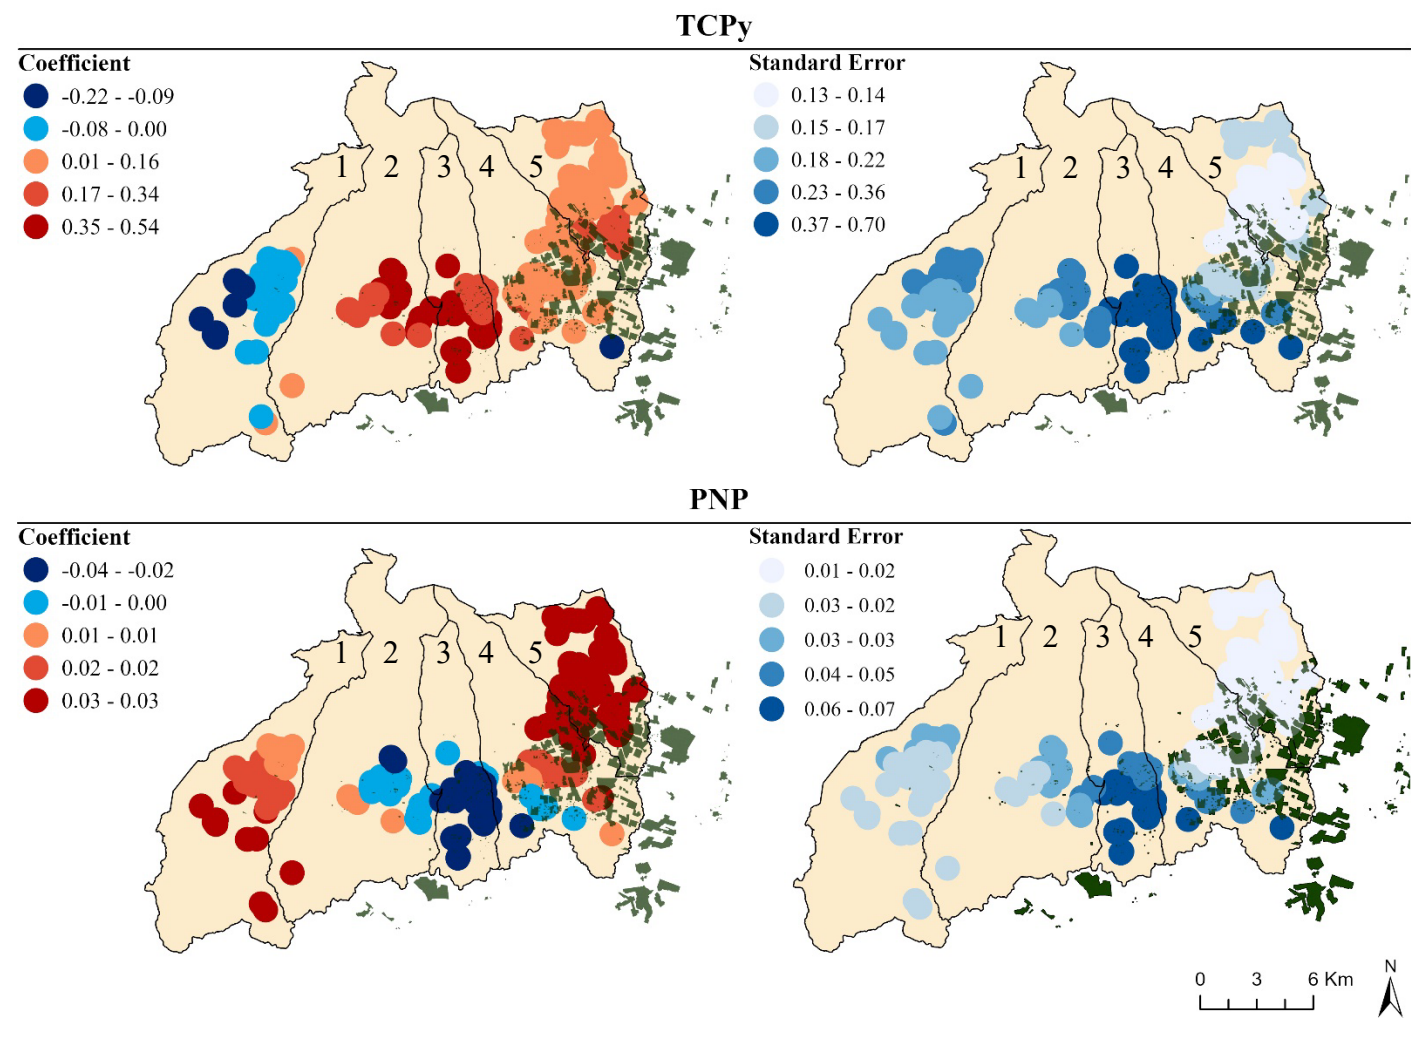 TCPy
Coefficient
-0.22 - -0.09
-0.08 - 0.00
0.01 - 0.16
0.17 - 0.34
0.35 - 0.54
1 2 3 4 5
Standard Error
0.13 - 0.14
0.15 - 0.17
0.18 - 0.22
0.23 - 0.36
0.37 - 0.70
1 2 3 4 5
PNP
Coefficient
-0.04 - -0.02
-0.01 - 0.00
0.01 - 0.01
0.02 - 0.02
0.03 - 0.03
1 2 3 4 5
Standard Error
0.01 - 0.02
0.03 - 0.02
0.03 - 0.03
0.04 - 0.05
0.06 - 0.07
1 2 3 4 5
0 3 6 Km
N